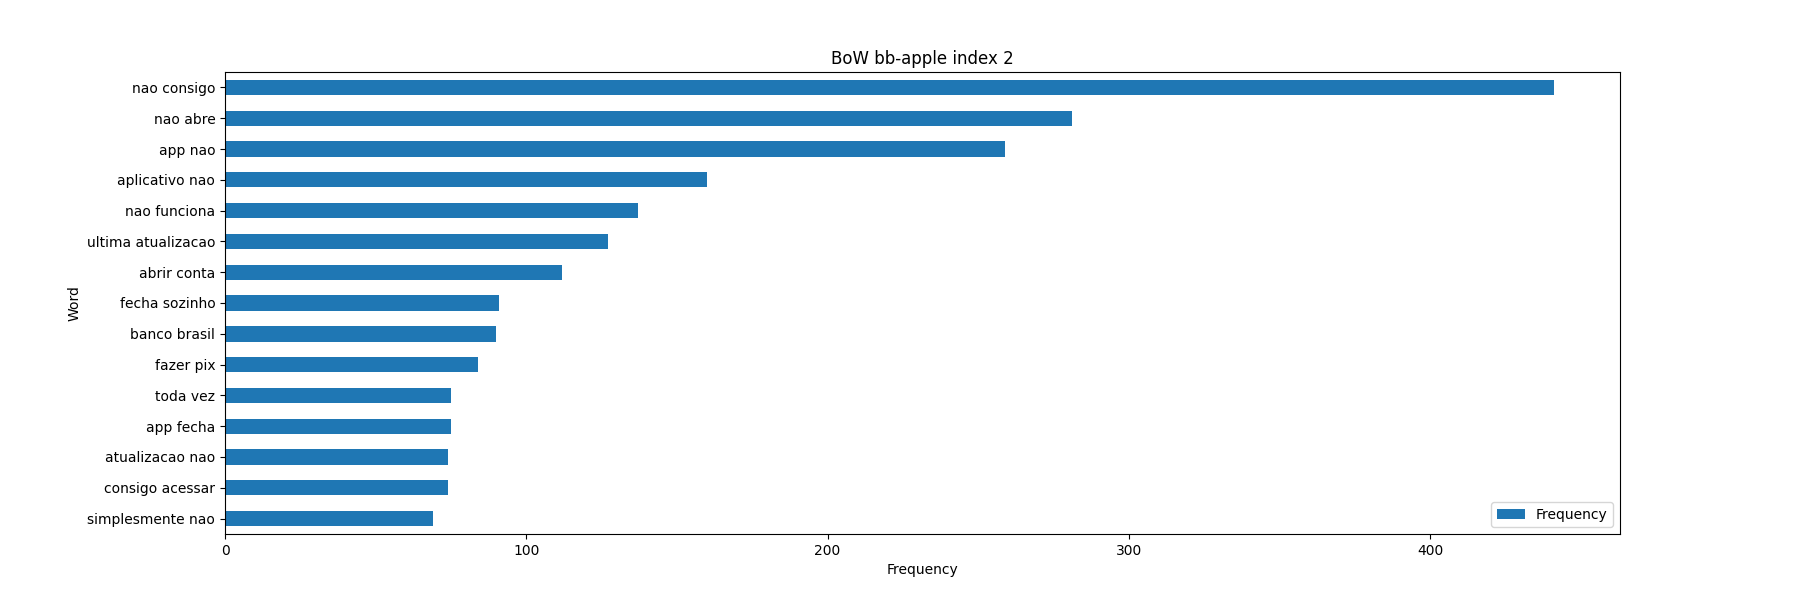 BoW bb-apple index 2
nao consigo
nao abre
app nao
aplicativo nao
nao funciona
ultima atualizacao
abrir conta
fecha sozinho
banco brasil
fazer pix
toda vez
app fecha
atualizacao nao
consigo acessar
simplesmente nao
Word
0 100 200 300 400
Frequency
Frequency